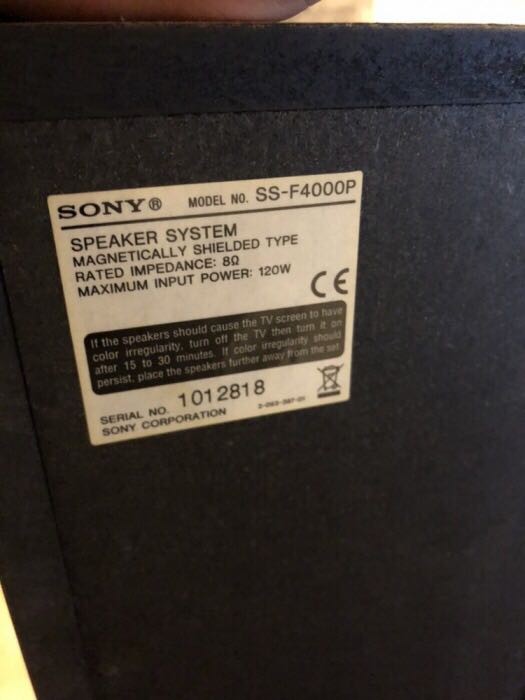 SONY® MODEL NO. SS-F4000P
SPEAKER SYSTEM
MAGNETICALLY SHIELDED TYPE
RATED IMPEDANCE: 8Ω
MAXIMUM INPUT POWER: 120W
CE
If the speakers should cause the TV screen to have
color irregularity, turn off the TV then turn it on
after 15 to 30 minutes. If color irregularity should
persist, place the speakers further away from the set.
SERIAL NO. 1012818
SONY CORPORATION